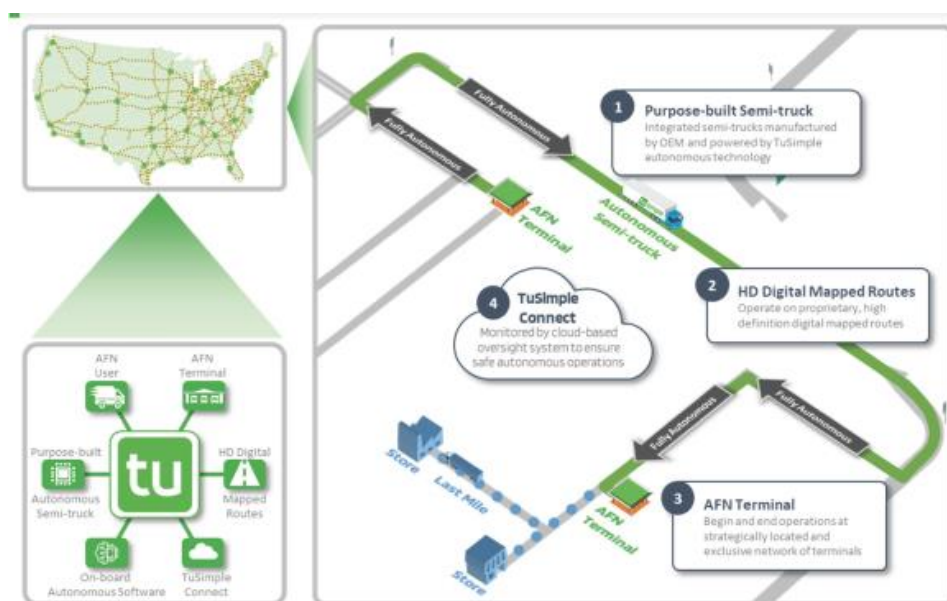 Fully Autonomous
Fully Autonomous
AFN
Terminal
Autonomous
Semi-truck
1
Purpose-built Semi-truck
Integrated semi-trucks manufactured
by OEM and powered by TuSimple
autonomous technology
2
HD Digital Mapped Routes
Operate on proprietary, high
definition digital mapped routes
4
TuSimple
Connect
Monitored by cloud-based
oversight system to ensure
safe autonomous operations
Fully Autonomous
Fully Autonomous
Store
Last Mile
Store
AFN
Terminal
3
AFN Terminal
Begin and end operations at
strategically located and
exclusive network of terminals
AFN
User
AFN
Terminal
Purpose-built
Autonomous
Semi-truck
tu
HD Digital
Mapped
Routes
On-board
Autonomous Software
TuSimple
Connect